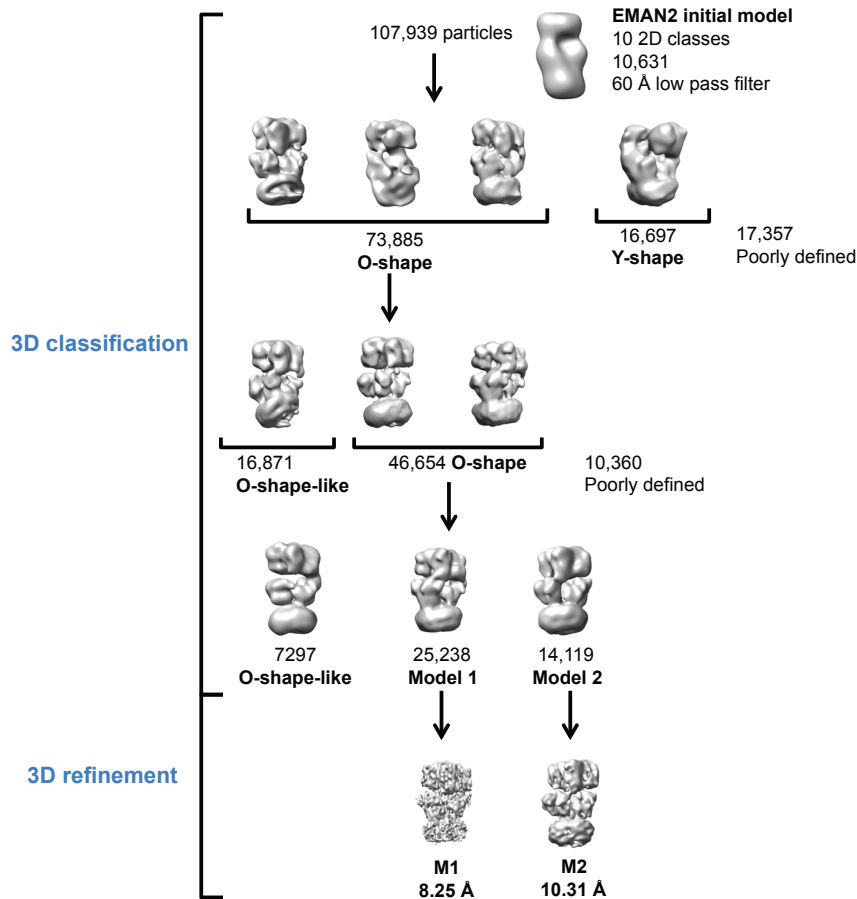 107,939 particles
EMAN2 initial model
10 2D classes
10,631
60 Å low pass filter
73,885
O-shape
16,697
Y-shape
17,357
Poorly defined
3D classification
16,871
O-shape-like
46,654 O-shape
10,360
Poorly defined
7297
O-shape-like
25,238
Model 1
14,119
Model 2
3D refinement
M1
8.25 Å
M2
10.31 Å